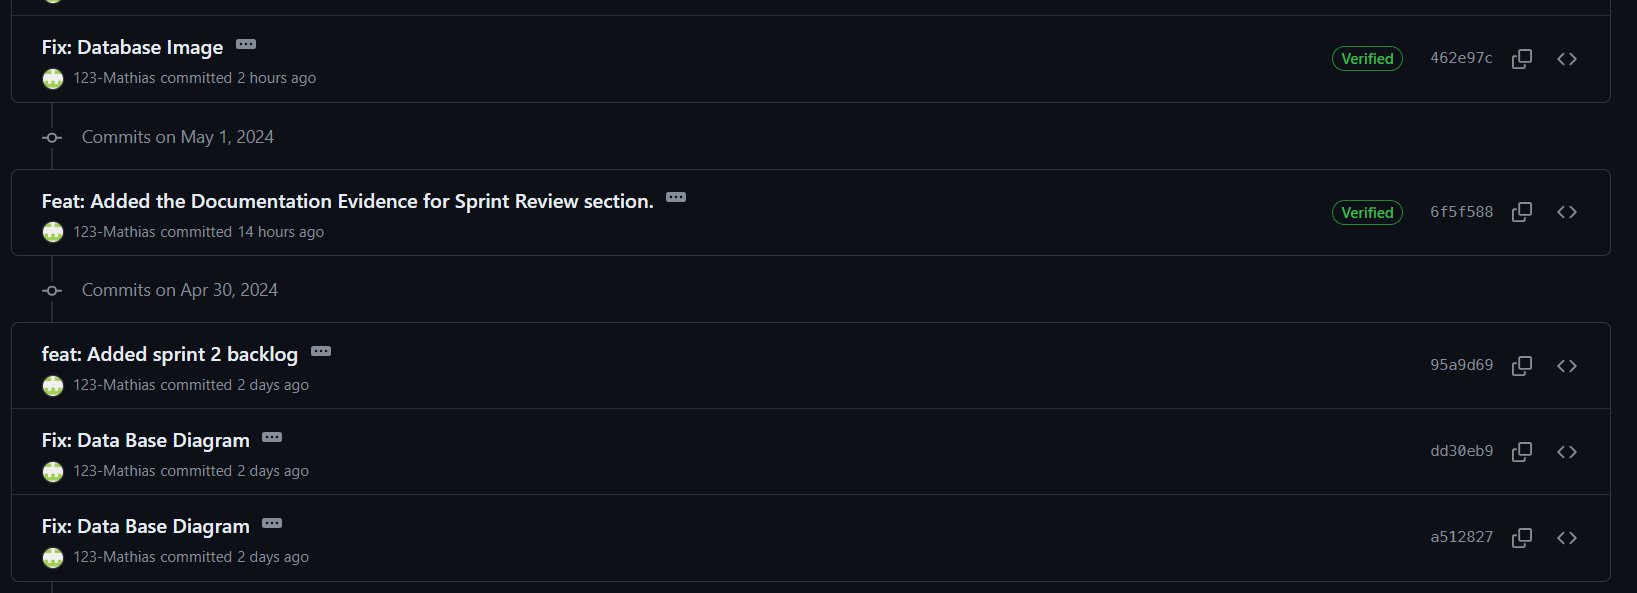 Fix: Database Image
123-Mathias committed 2 hours ago
Verified
462e97c
Commits on May 1, 2024
Feat: Added the Documentation Evidence for Sprint Review section.
123-Mathias committed 14 hours ago
Verified
6f5f588
Commits on Apr 30, 2024
feat: Added sprint 2 backlog
123-Mathias committed 2 days ago
95a9d69
Fix: Data Base Diagram
123-Mathias committed 2 days ago
dd30eb9
Fix: Data Base Diagram
123-Mathias committed 2 days ago
a512827